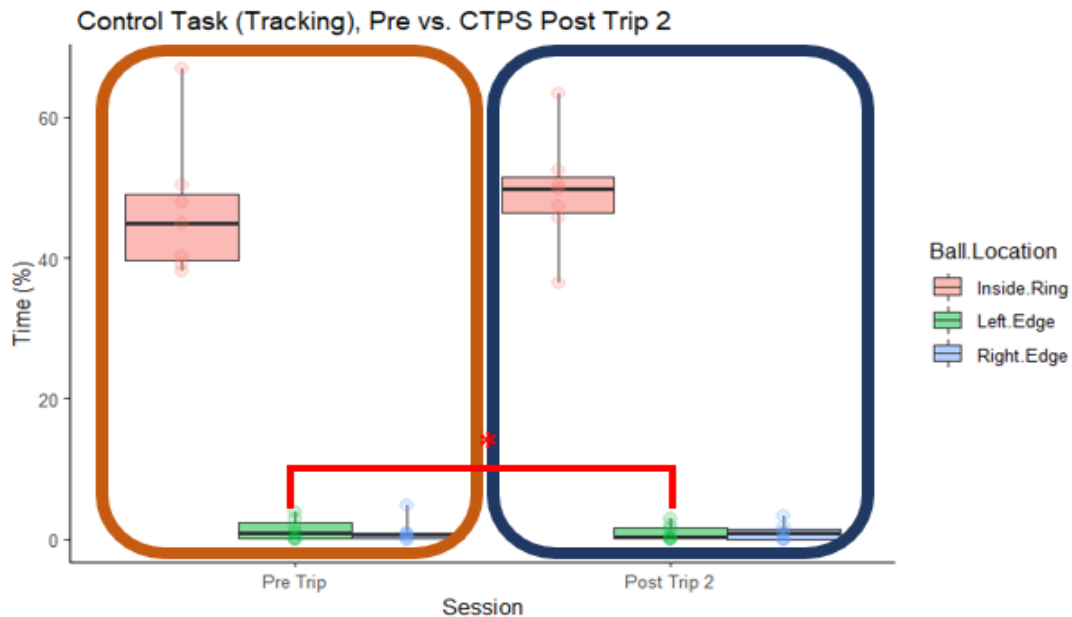 Control Task (Tracking), Pre vs. CTPS Post Trip 2
Time (%)
60
40
20
0
*
Pre Trip
Post Trip 2
Session
Ball.Location
Inside.Ring
Left.Edge
Right.Edge